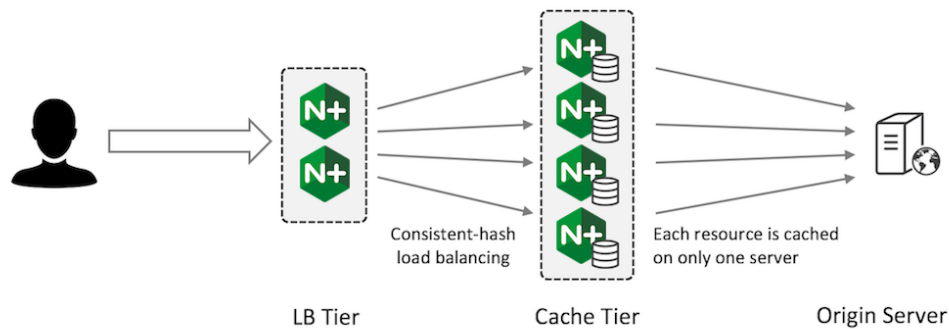 N+
N+
N+
N+
N+
N+
Consistent-hash
load balancing
Each resource is cached
on only one server
LB Tier
Cache Tier
Origin Server